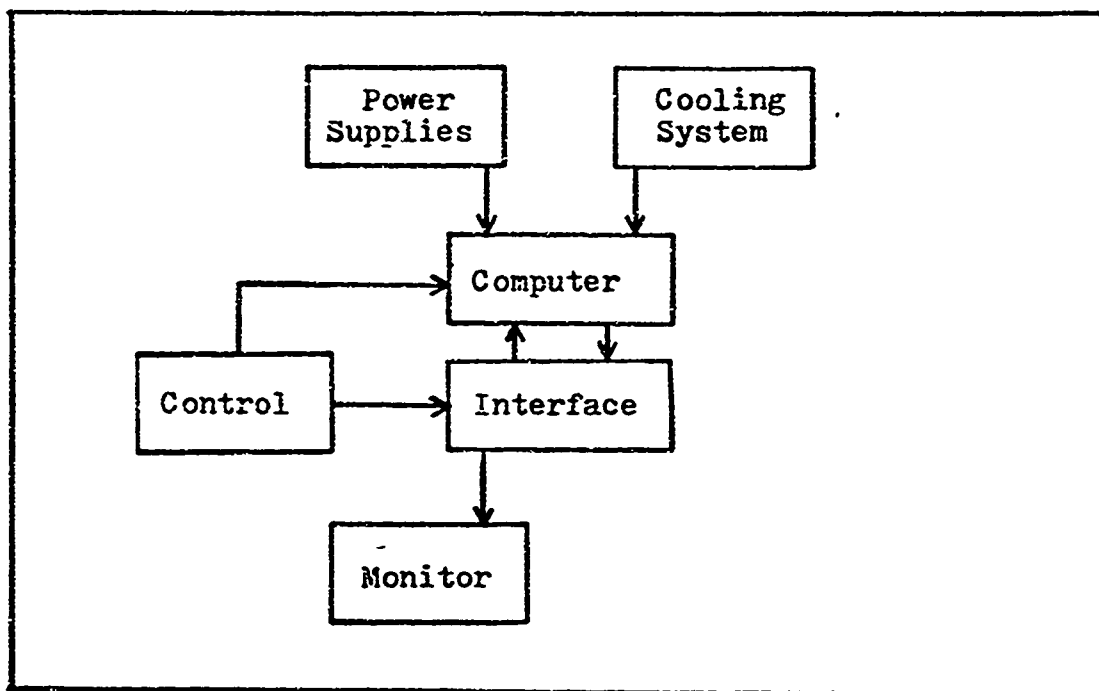 Power
Supplies
Cooling
System
Computer
Control
Interface
Monitor